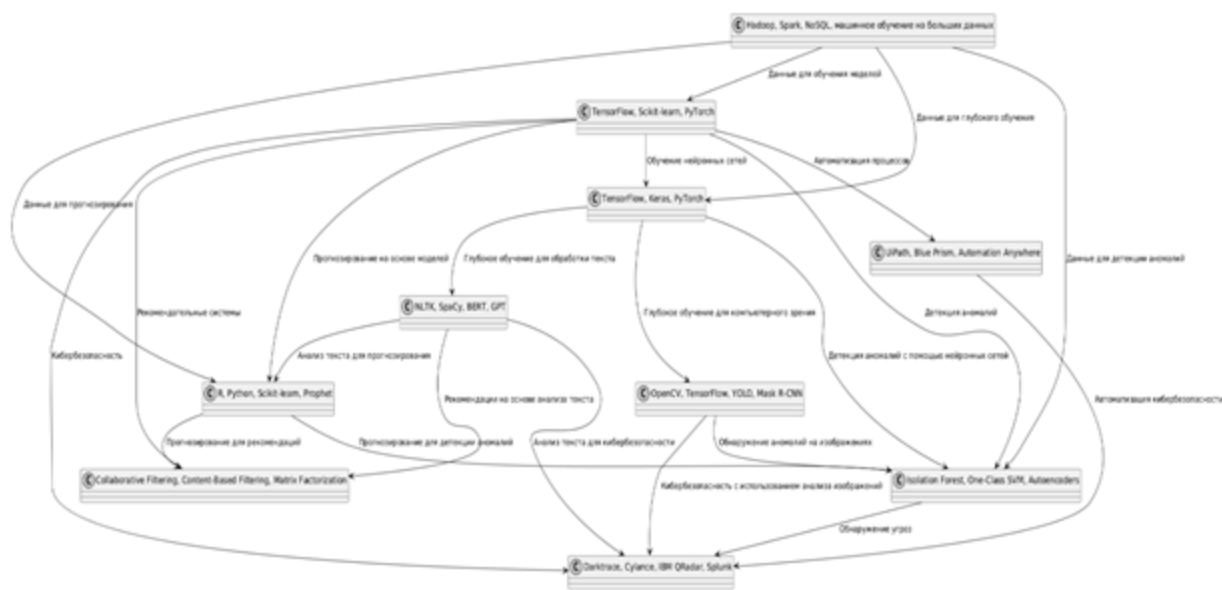 C Hadoop, Spark, NoSQL, машинное обучение на больших данных
Данные для обучения моделей
C TensorFlow, Scikit-learn, PyTorch
Данные для глубокого обучения
Обучение нейронных сетей
Автоматизация процессов
C TensorFlow, Keras, PyTorch
Данные для прогнозирования
C UiPath, Blue Prism, Automation Anywhere
Прогнозирование на основе моделей
Глубокое обучение для обработки текста
Данные для детекции аномалий
C NLTK, SpaCy, BERT, GPT
Рекомендательные системы
Глубокое обучение для компьютерного зрения
Детекция аномалий
Кибербезопасность
Анализ текста для прогнозирования
Детекция аномалий с помощью нейронных сетей
C R, Python, Scikit-learn, Prophet
C OpenCV, TensorFlow, YOLO, Mask R-CNN
Рекомендации на основе анализа текста
Автоматизация кибербезопасности
Прогнозирование для рекомендаций
Прогнозирование для детекции аномалий
Анализ текста для кибербезопасности
Обнаружение аномалий на изображениях
C Collaborative Filtering, Content-Based Filtering, Matrix Factorization
C Isolation Forest, One-Class SVM, Autoencoders
Кибербезопасность с использованием анализа изображений
Обнаружение угроз
C Darktrace, Cylance, IBM QRadar, Splunk